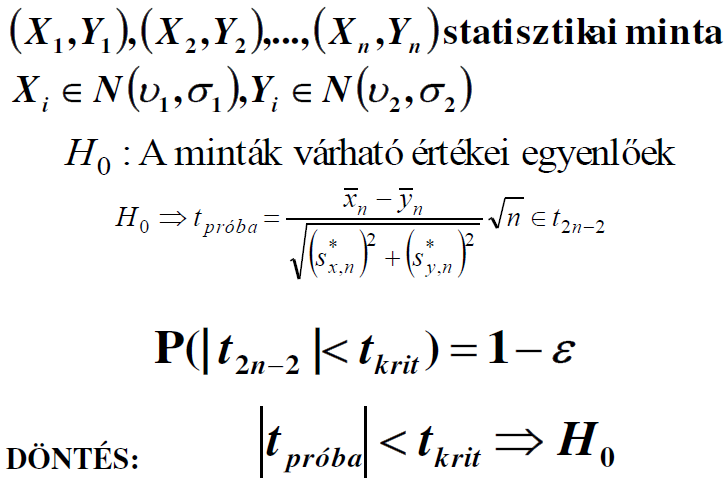 (X₁,Y₁),(X₂,Y₂),...,(Xₙ,Yₙ) statisztikai minta
Xᵢ ∈ N(υ₁,σ₁), Yᵢ ∈ N(υ₂,σ₂)
H₀ : A minták várható értékei egyenlőek
H₀ ⇒ t_próba = (x̄ₙ − ȳₙ) / √((s*_{x,n})² + (s*_{y,n})²) √n ∈ t_{2n−2}
P(|t_{2n−2}|< t_krit) = 1− ε
DÖNTÉS: |t_próba| < t_krit ⇒ H₀